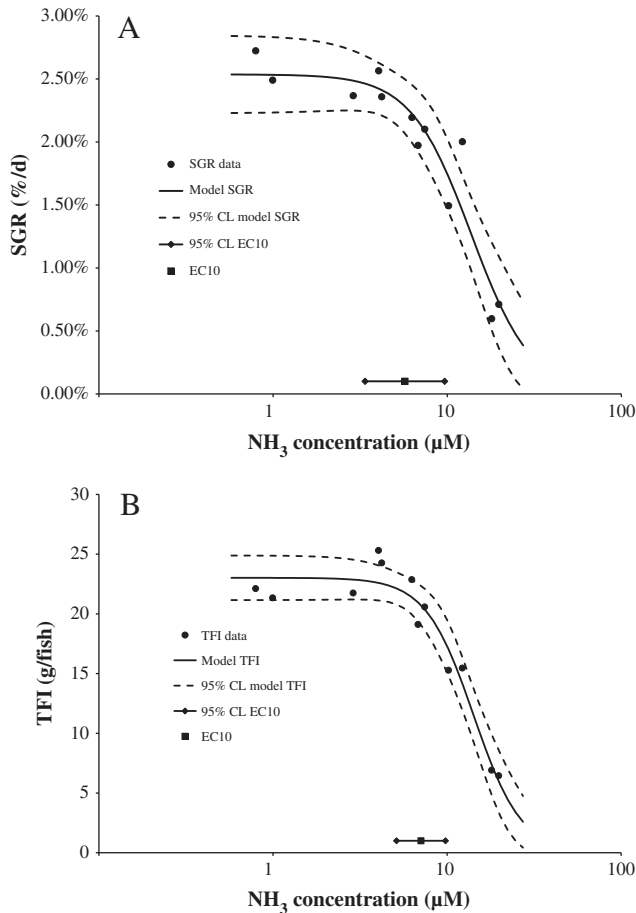 A
3.00%
2.50%
2.00%
1.50%
1.00%
0.50%
0.00%
SGR (%/d)
SGR data
Model SGR
95% CL model SGR
95% CL EC10
EC10
1
10
100
NH₃ concentration (µM)
B
30
25
20
15
10
5
0
TFI (g/fish)
TFI data
Model TFI
95% CL model TFI
95% CL EC10
EC10
1
10
100
NH₃ concentration (µM)